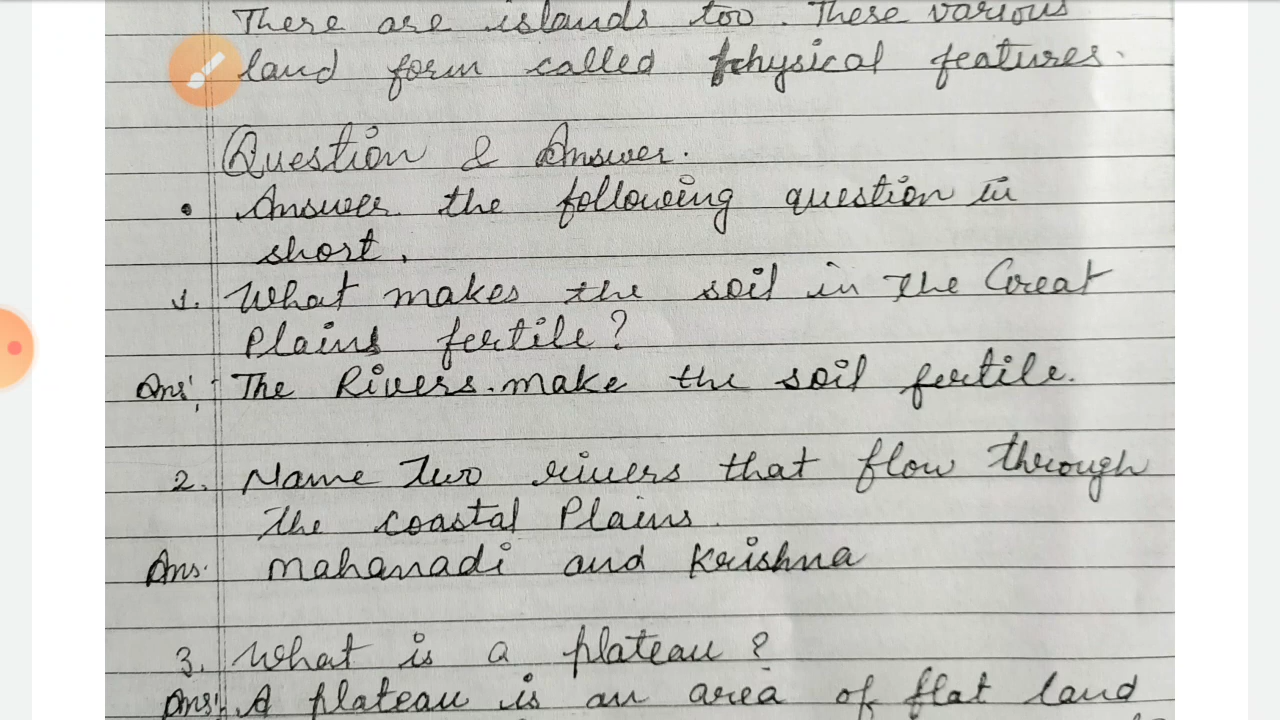 There are islands too. These various
land form called physical features.
Question & Answer.
• Answer the following question in
short.
1. What makes the soil in the Great
Plains fertile?
Ans: The Rivers.make the soil fertile.
2. Name Two rivers that flow through
the coastal Plains.
Ans. Mahanadi and Krishna
3. What is a plateau?
Ans: A plateau is an area of flat land